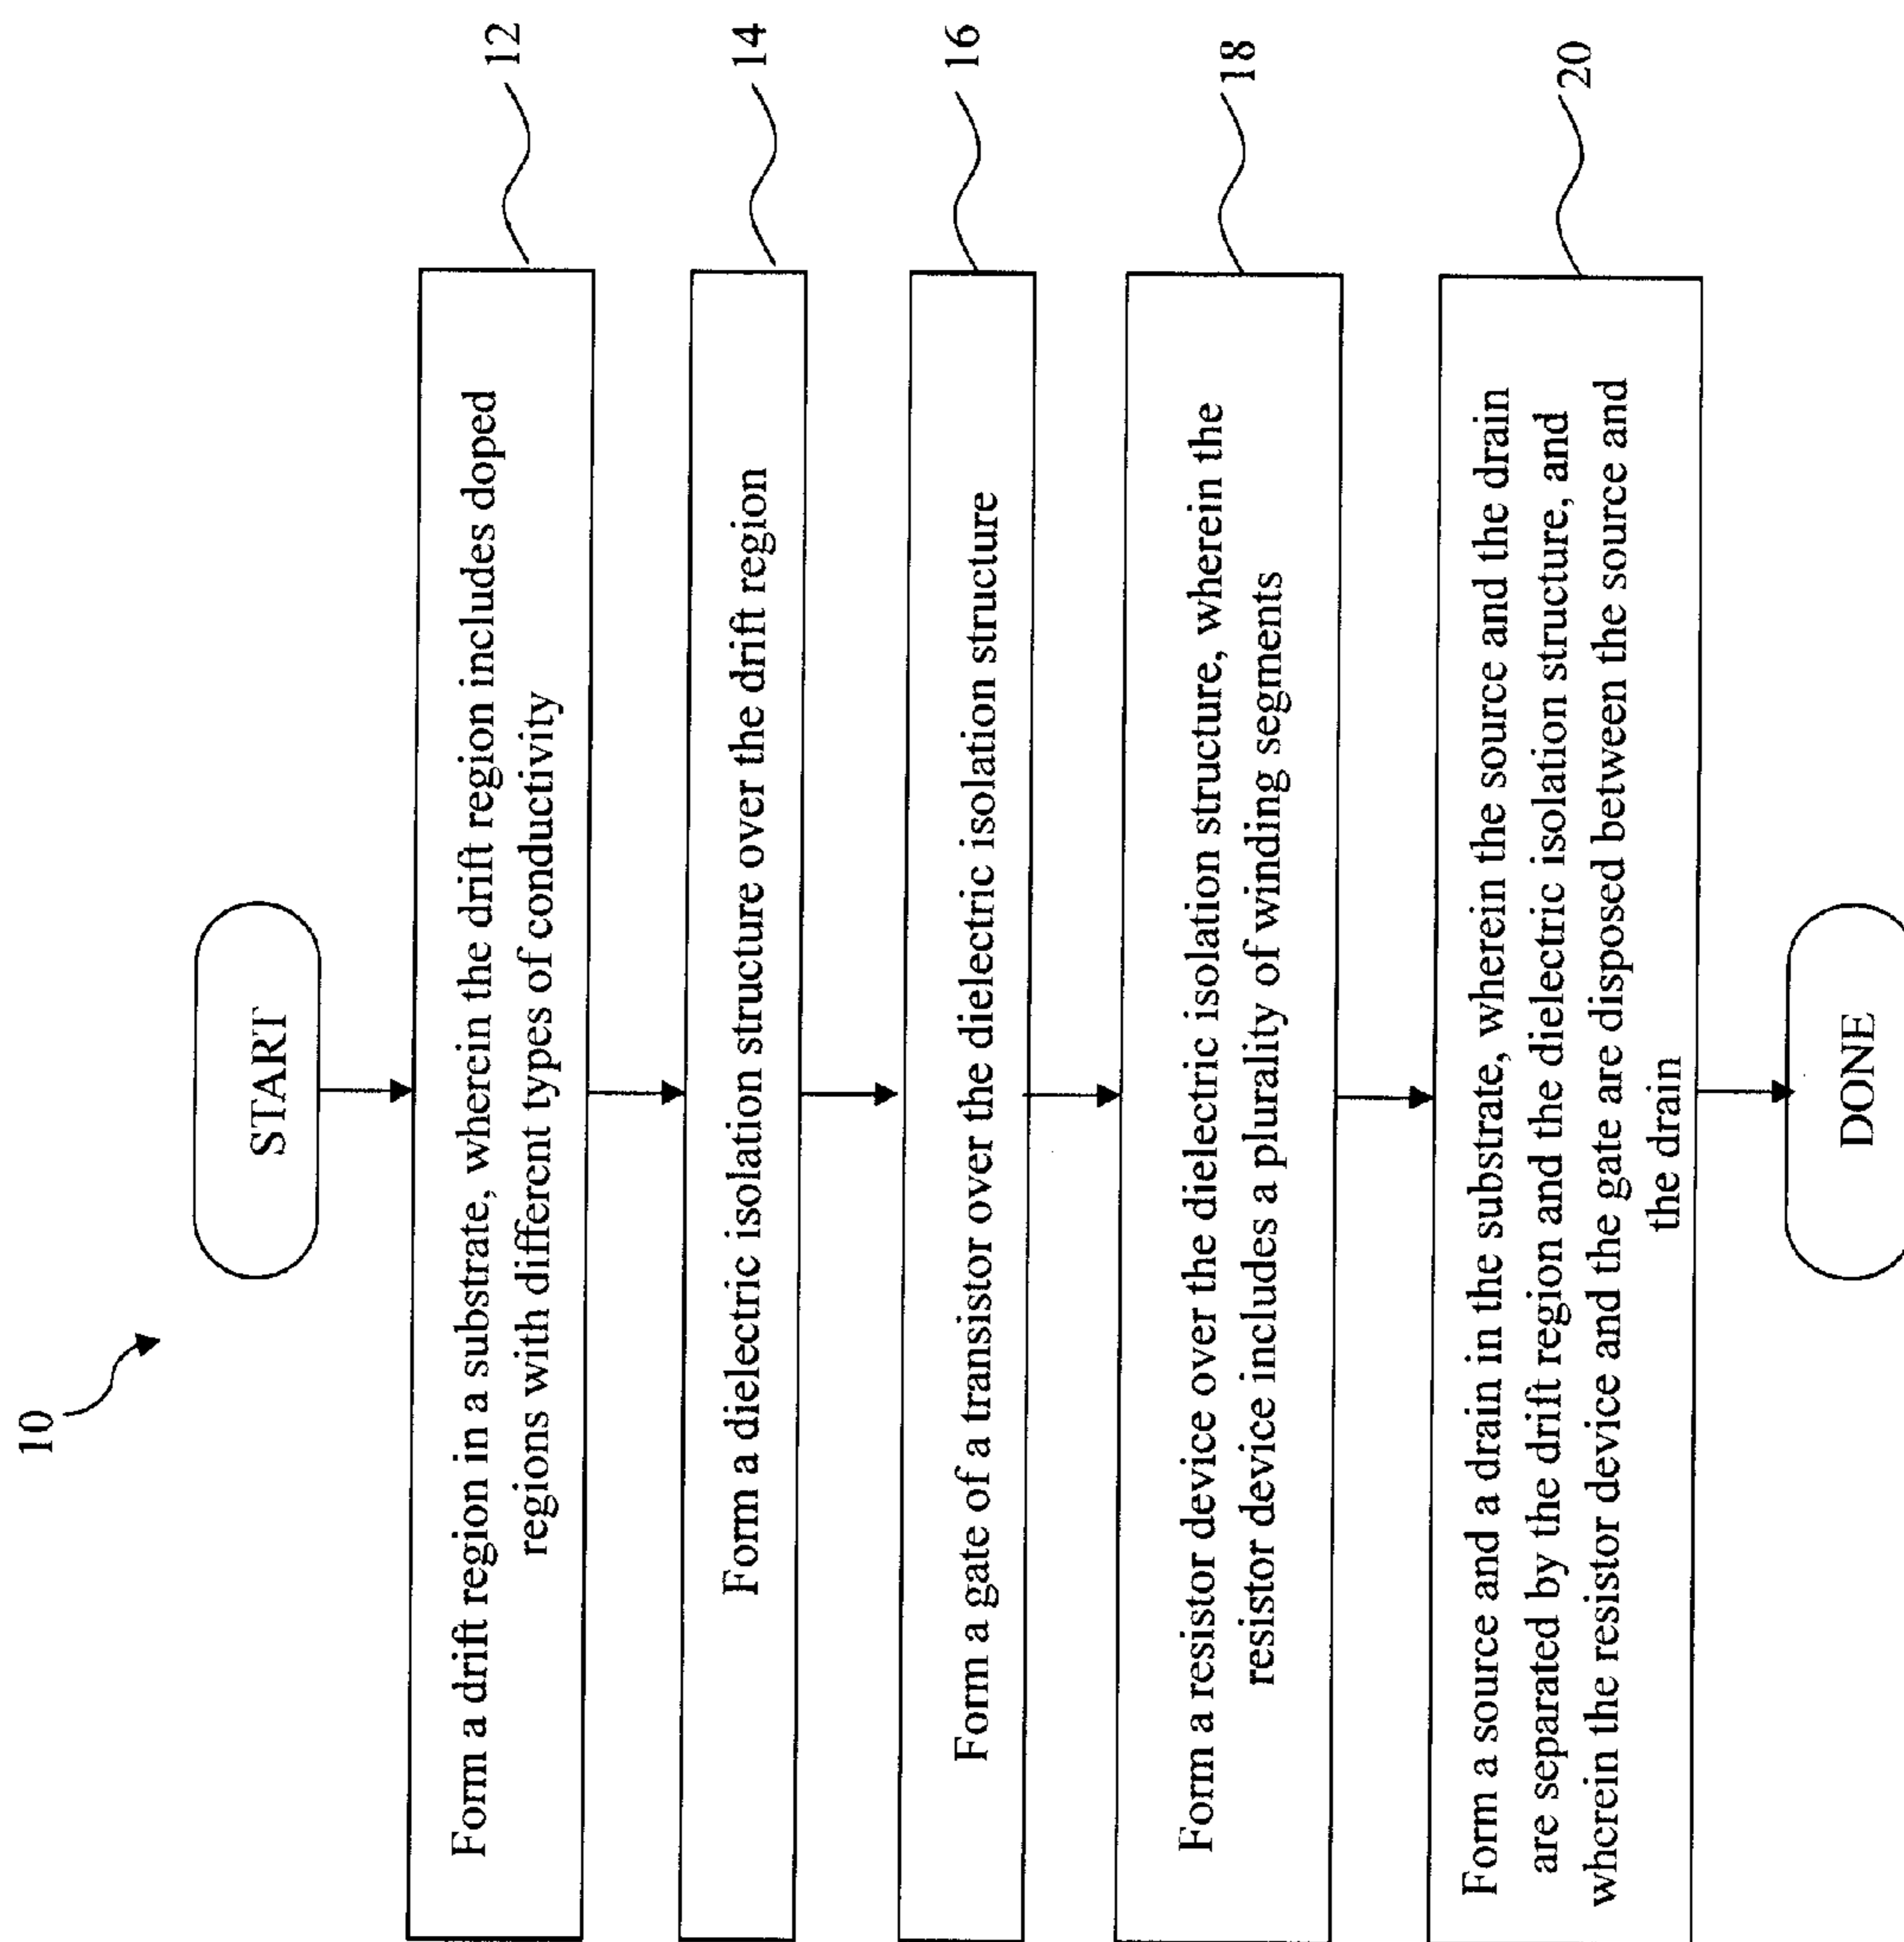 10
START
Form a drift region in a substrate, wherein the drift region includes doped
regions with different types of conductivity
12
Form a dielectric isolation structure over the drift region
14
Form a gate of a transistor over the dielectric isolation structure
16
Form a resistor device over the dielectric isolation structure, wherein the
resistor device includes a plurality of winding segments
18
Form a source and a drain in the substrate, wherein the source and the drain
are separated by the drift region and the dielectric isolation structure, and
wherein the resistor device and the gate are disposed between the source and
the drain
20
DONE